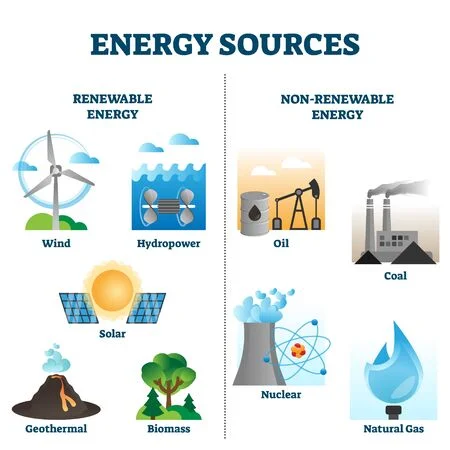 ENERGY SOURCES
RENEWABLE
ENERGY
Wind
Hydropower
Solar
Geothermal
Biomass
NON-RENEWABLE
ENERGY
Oil
Coal
Nuclear
Natural Gas